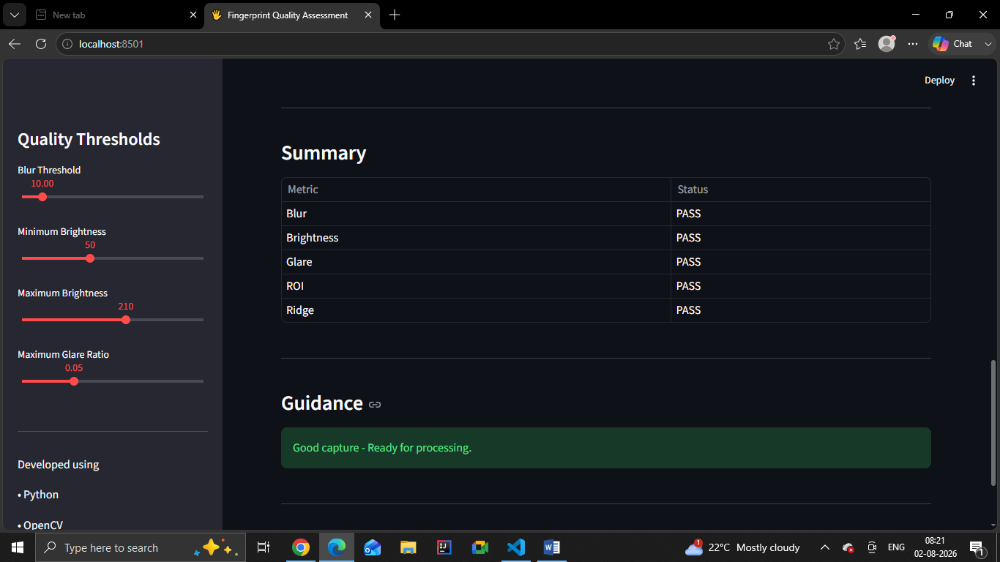 New tab
Fingerprint Quality Assessment
localhost:8501
Chat
Deploy
Quality Thresholds
Blur Threshold
10.00
Minimum Brightness
50
Maximum Brightness
210
Maximum Glare Ratio
0.05
Developed using
• Python
• OpenCV
Summary
Metric Status
Blur PASS
Brightness PASS
Glare PASS
ROI PASS
Ridge PASS
Guidance
Good capture - Ready for processing.
Type here to search
1
22°C Mostly cloudy
ENG
08:21
02-08-2026
1